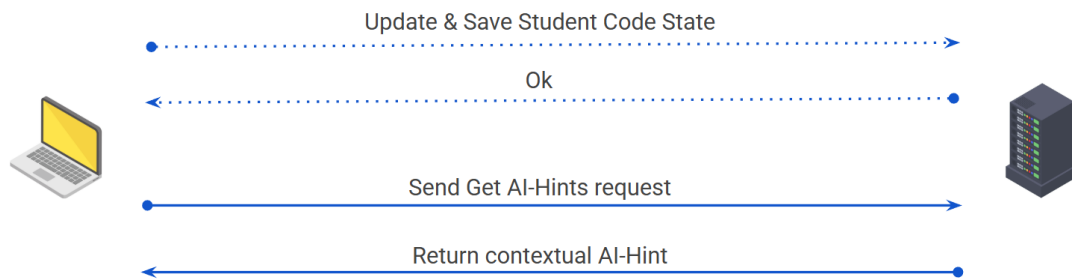 Update & Save Student Code State
Ok
Send Get AI-Hints request
Return contextual AI-Hint